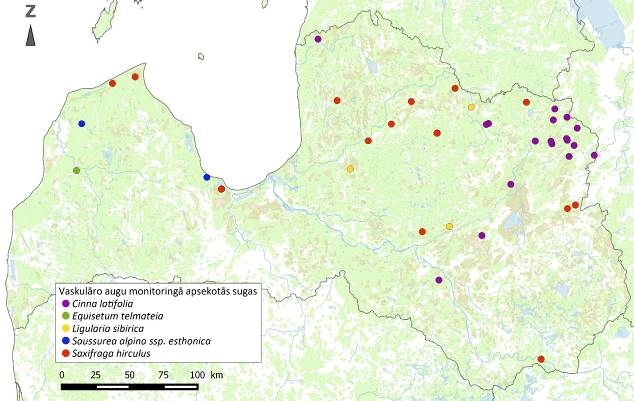 Z
Vaskulāro augu monitoringā apsekotās sugas
Cinna latifolia
Equisetum telmateia
Ligularia sibirica
Saussurea alpina ssp. esthonica
Saxifraga hirculus
0 25 50 75 100 km